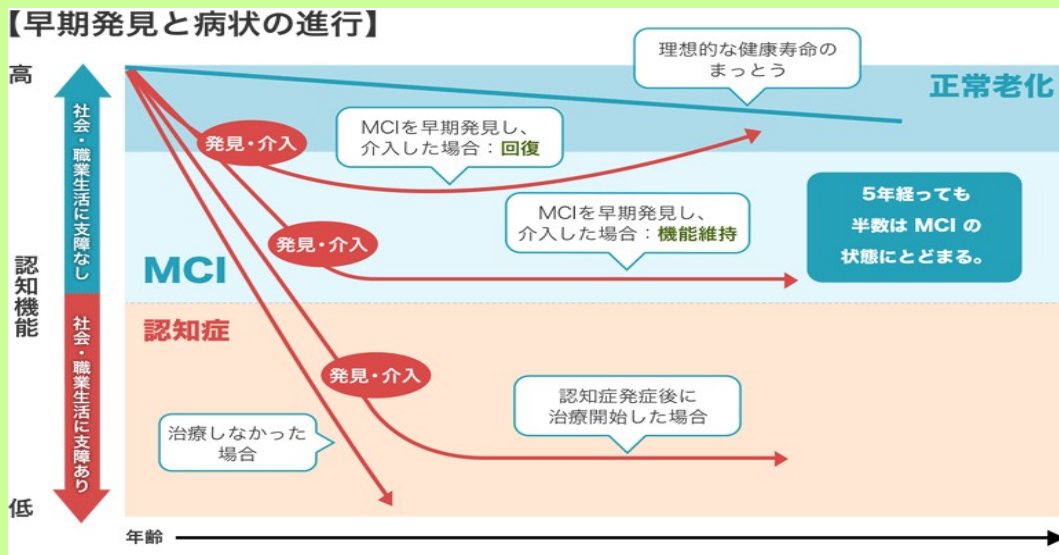 【早期発見と病状の進行】
高
認知機能
低
社会・職業生活に支障なし
社会・職業生活に支障あり
理想的な健康寿命の
まっとう
正常老化
発見・介入
MCIを早期発見し、
介入した場合：回復
MCI
発見・介入
MCIを早期発見し、
介入した場合：機能維持
5年経っても
半数は MCI の
状態にとどまる。
認知症
発見・介入
認知症発症後に
治療開始した場合
治療しなかった
場合
年齢